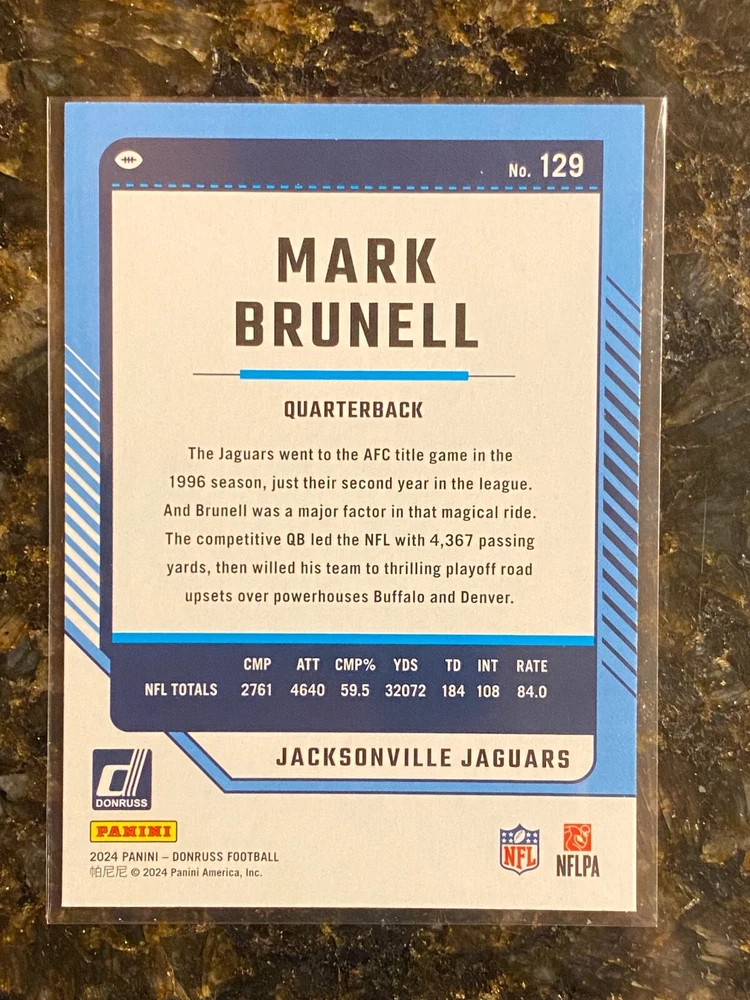 No. 129
MARK
BRUNELL
QUARTERBACK
The Jaguars went to the AFC title game in the
1996 season, just their second year in the league.
And Brunell was a major factor in that magical ride.
The competitive QB led the NFL with 4,367 passing
yards, then willed his team to thrilling playoff road
upsets over powerhouses Buffalo and Denver.
CMP ATT CMP% YDS TD INT RATE
NFL TOTALS 2761 4640 59.5 32072 184 108 84.0
JACKSONVILLE JAGUARS
d
DONRUSS
PANINI
2024 PANINI – DONRUSS FOOTBALL
帕尼尼 © 2024 Panini America, Inc.
NFL
NFLPA